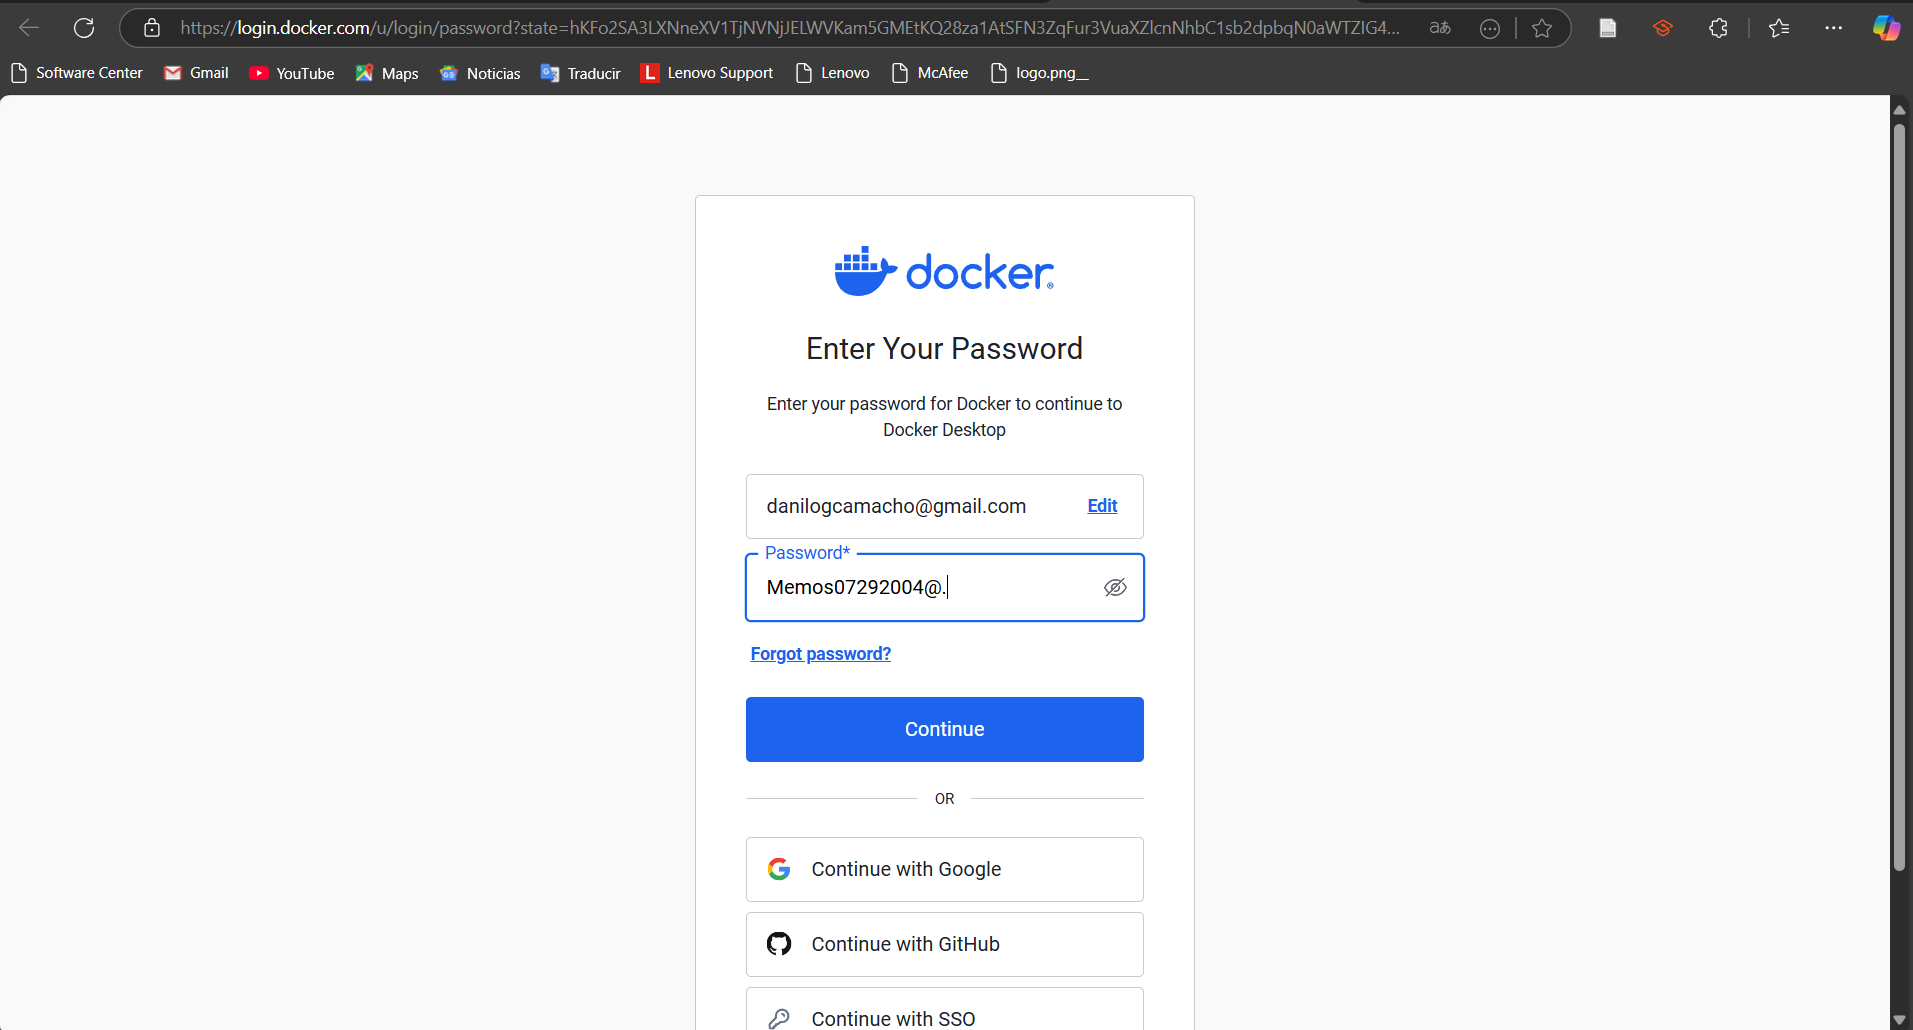 https://login.docker.com/u/login/password?state=hKFo2SA3LXNneXV1TjNVNjJELWVKam5GMEtKQ28za1AtSFN3ZqFur3VuaXZlcnNhbC1sb2dpbqN0aWTZIG4...
Software Center
Gmail
YouTube
Maps
Noticias
Traducir
L Lenovo Support
Lenovo
McAfee
logo.png__
docker®
Enter Your Password
Enter your password for Docker to continue to
Docker Desktop
danilogcamacho@gmail.com Edit
Password*
Memos07292004@.
Forgot password?
Continue
OR
Continue with Google
Continue with GitHub
Continue with SSO